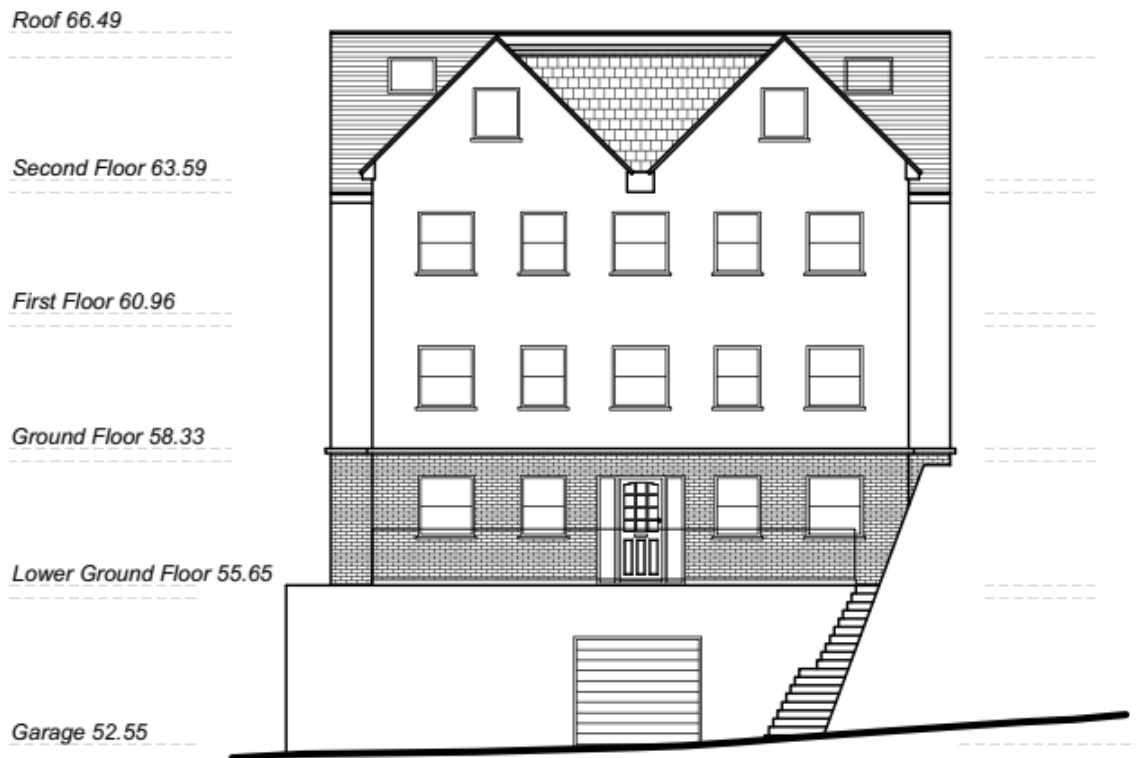 Roof 66.49
Second Floor 63.59
First Floor 60.96
Ground Floor 58.33
Lower Ground Floor 55.65
Garage 52.55